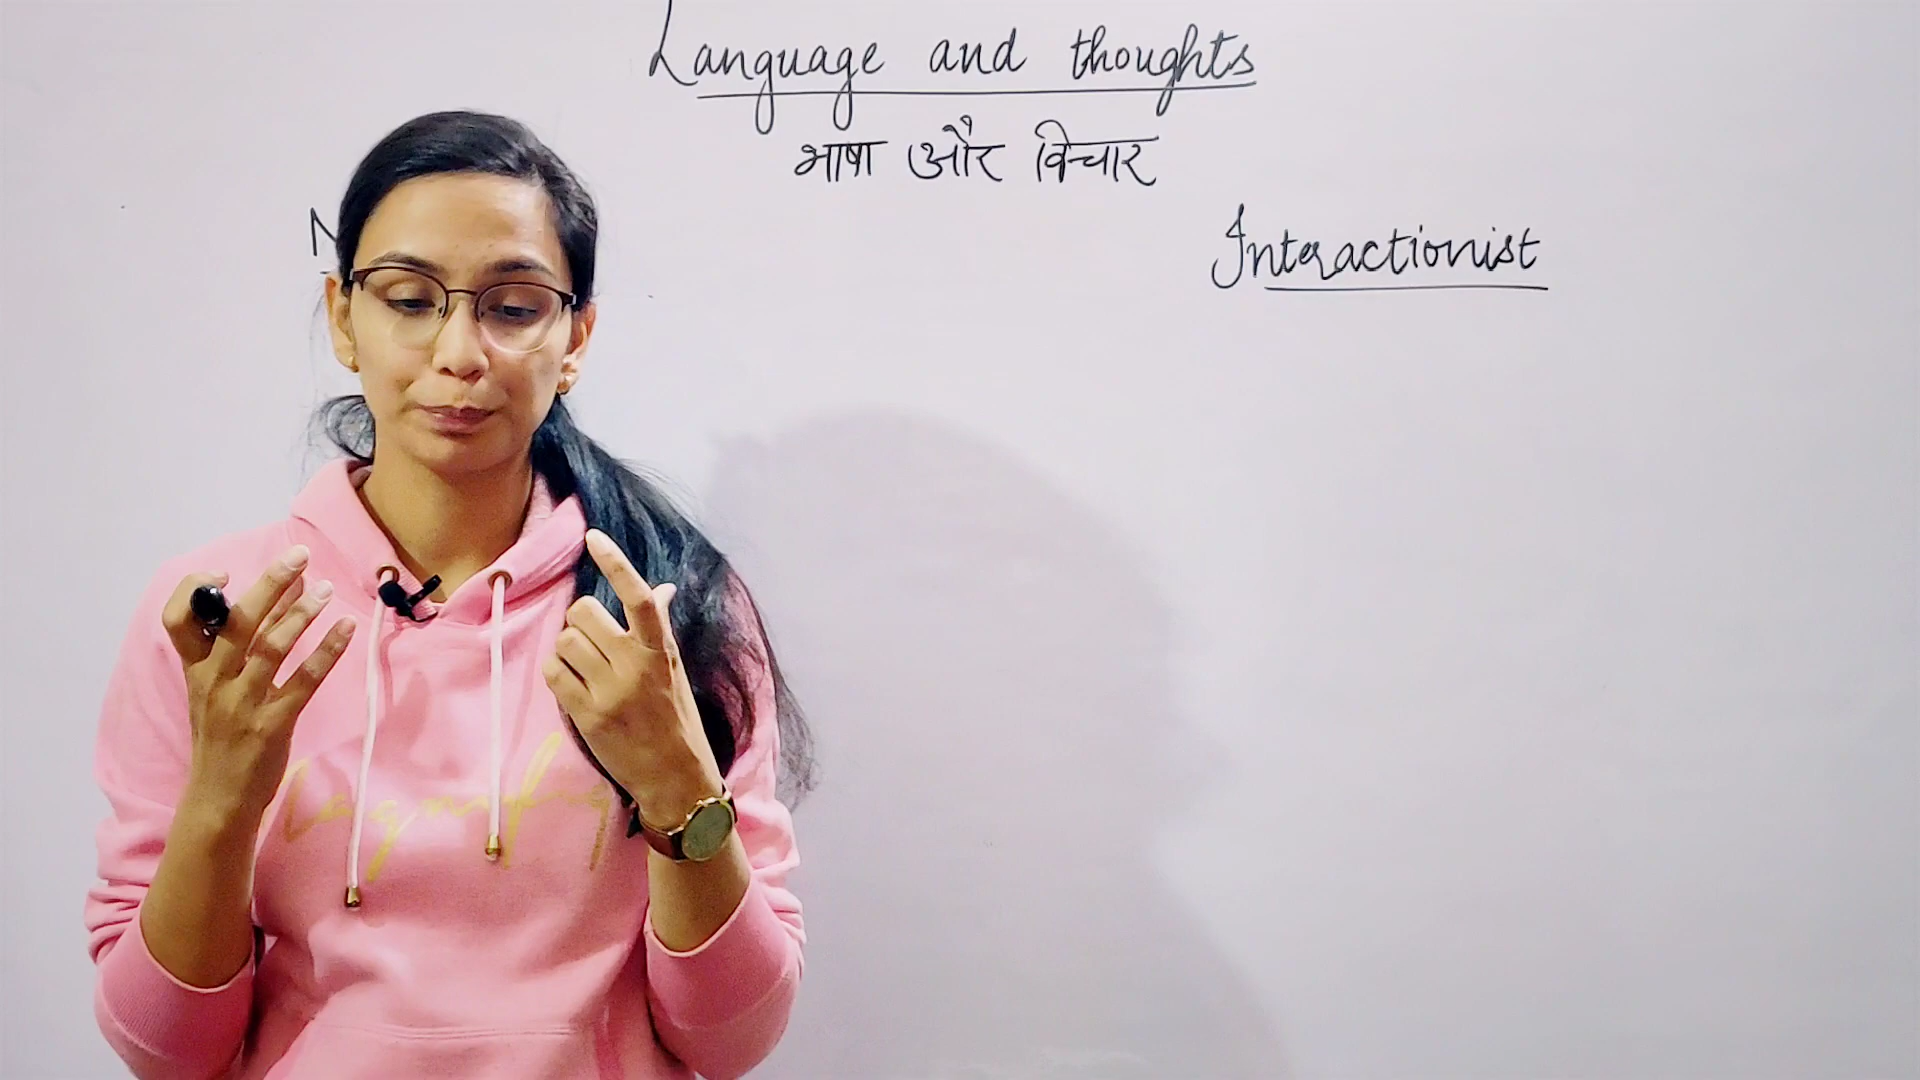 Language and thoughts
भाषा और विचार
Interactionist